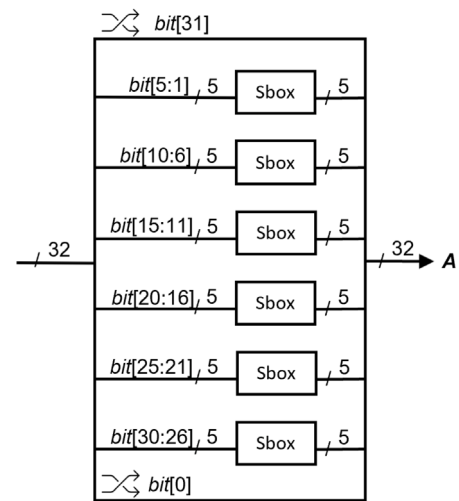 bit[31]
bit[5:1] 5 Sbox 5
bit[10:6] 5 Sbox 5
bit[15:11] 5 Sbox 5
32 32 A
bit[20:16] 5 Sbox 5
bit[25:21] 5 Sbox 5
bit[30:26] 5 Sbox 5
bit[0]